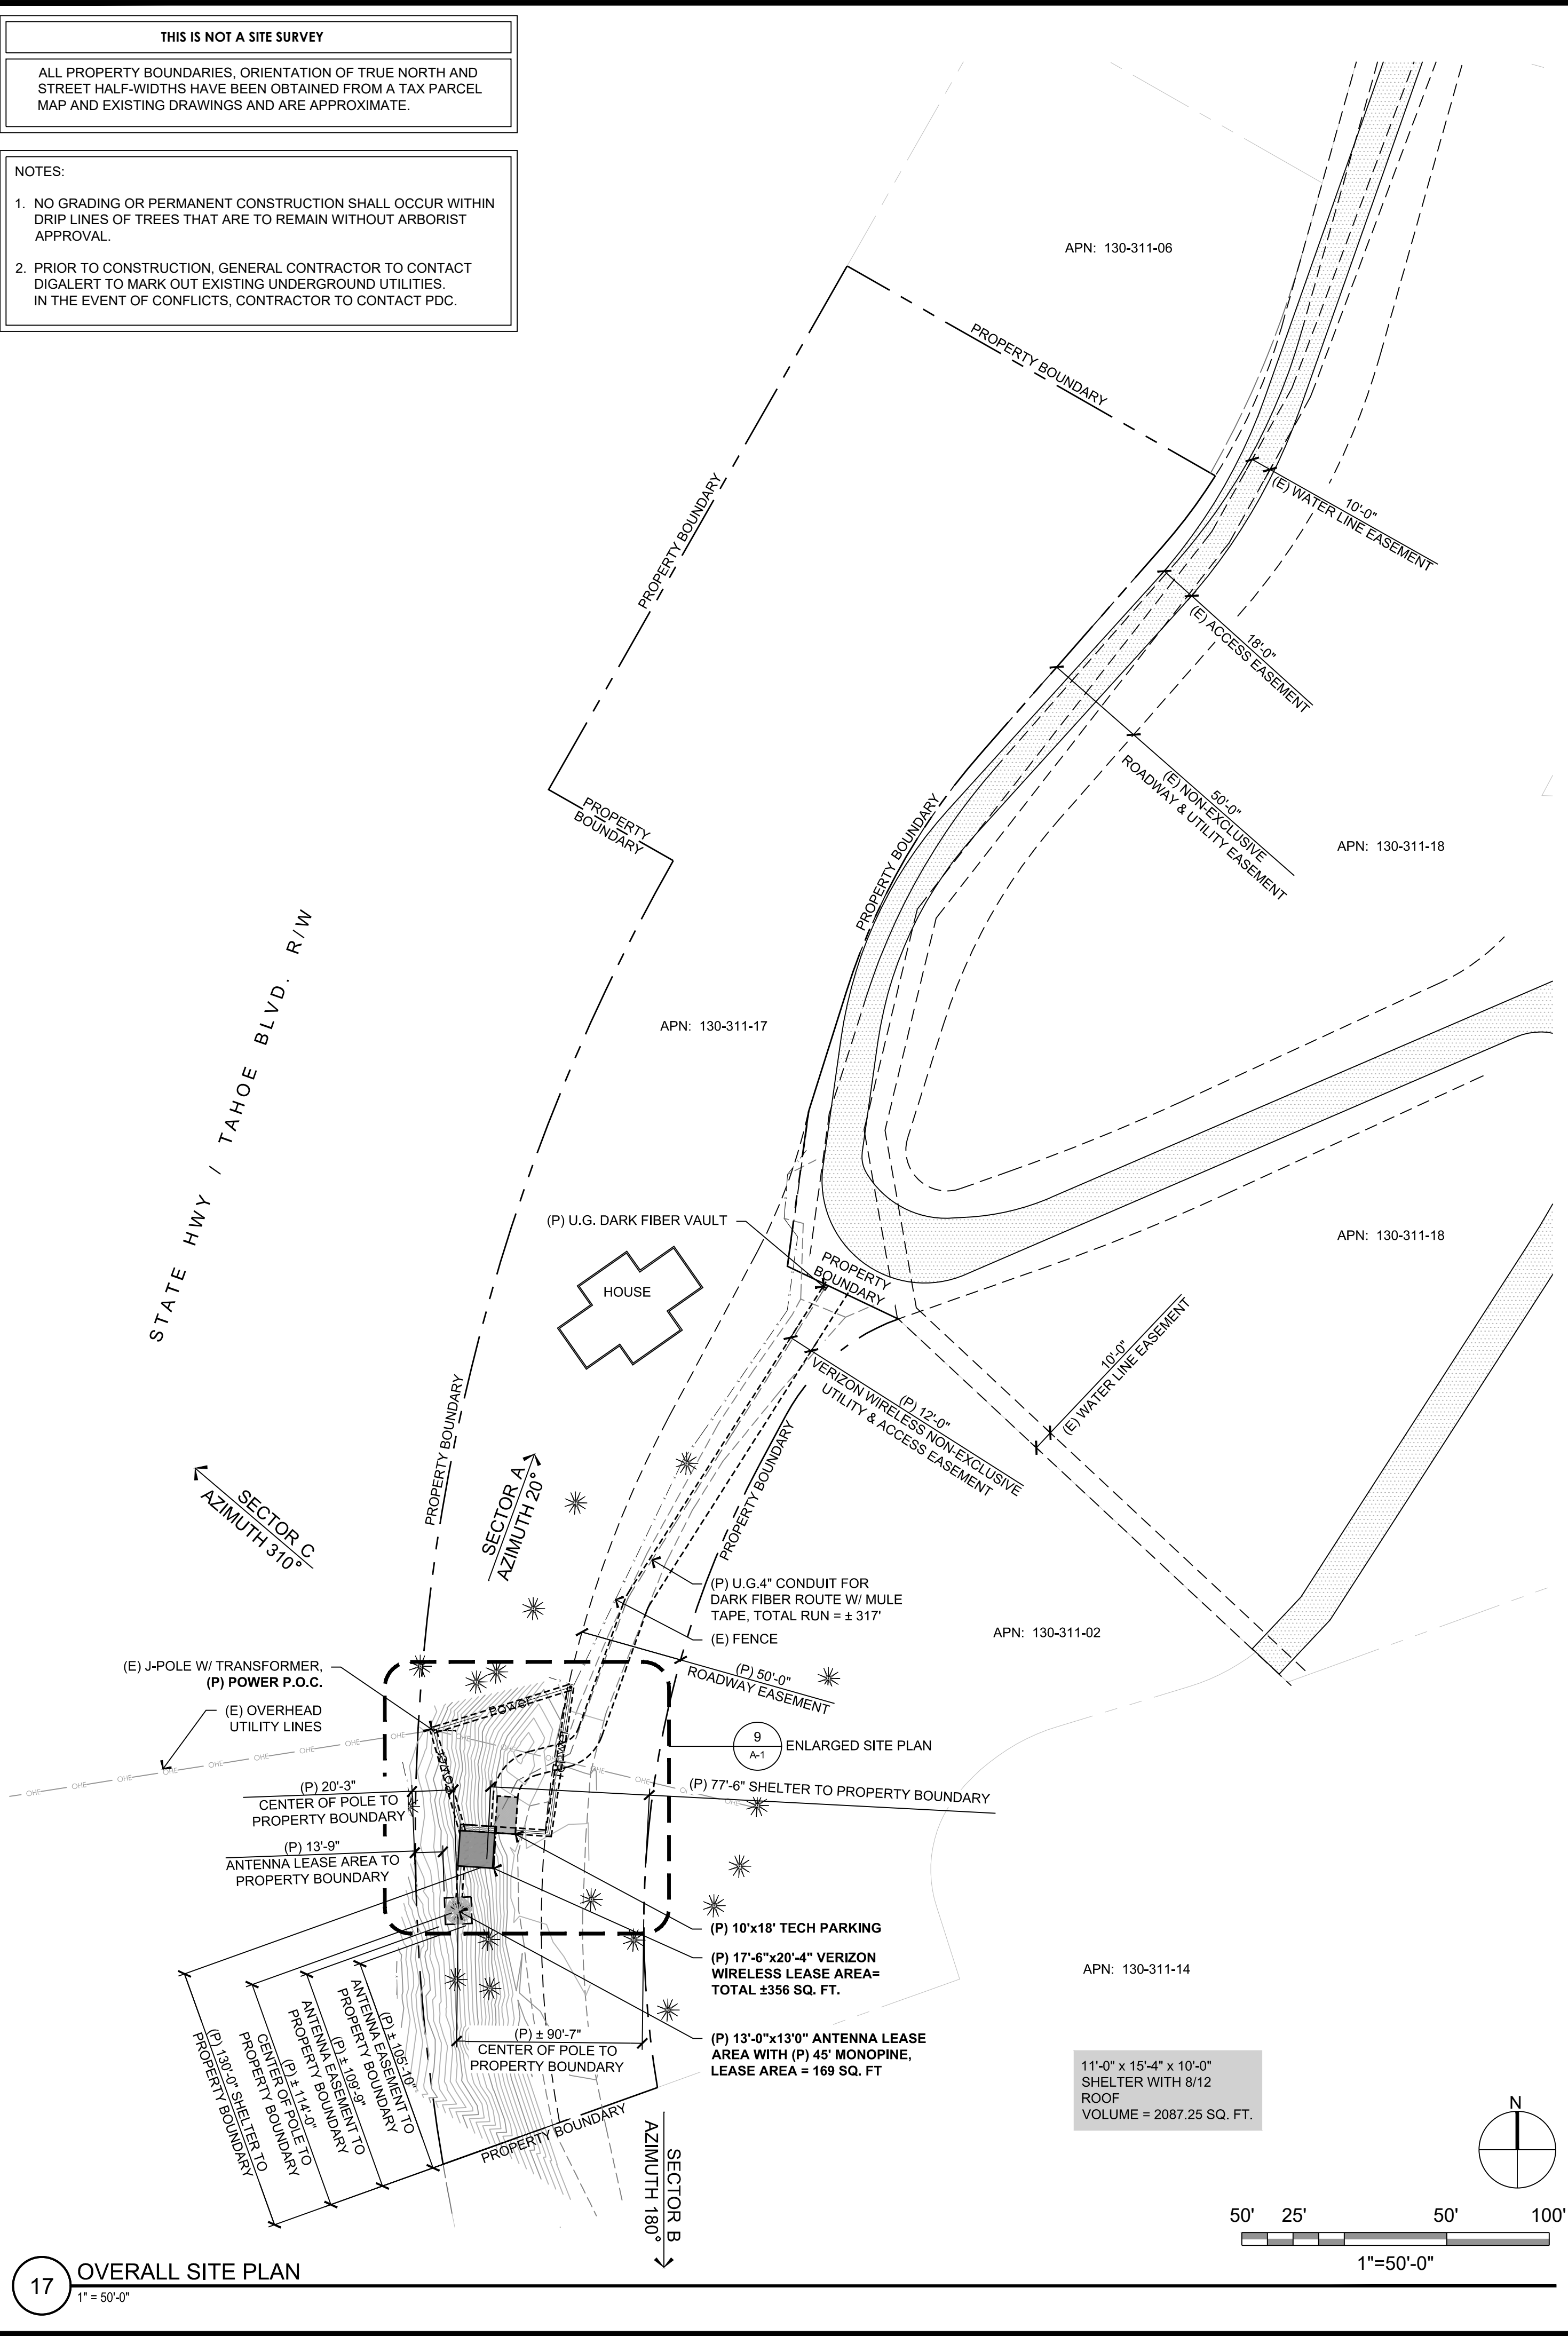 THIS IS NOT A SITE SURVEY
ALL PROPERTY BOUNDARIES, ORIENTATION OF TRUE NORTH AND
STREET HALF-WIDTHS HAVE BEEN OBTAINED FROM A TAX PARCEL
MAP AND EXISTING DRAWINGS AND ARE APPROXIMATE.
NOTES:
1. NO GRADING OR PERMANENT CONSTRUCTION SHALL OCCUR WITHIN
DRIP LINES OF TREES THAT ARE TO REMAIN WITHOUT ARBORIST
APPROVAL.
2. PRIOR TO CONSTRUCTION, GENERAL CONTRACTOR TO CONTACT
DIGALERT TO MARK OUT EXISTING UNDERGROUND UTILITIES.
IN THE EVENT OF CONFLICTS, CONTRACTOR TO CONTACT PDC.
APN: 130-311-06
PROPERTY BOUNDARY
PROPERTY BOUNDARY
10'-0"
(E) WATER LINE EASEMENT
18'-0"
(E) ACCESS EASEMENT
50'-0"
(E) NON-EXCLUSIVE
ROADWAY & UTILITY EASEMENT
PROPERTY
BOUNDARY
PROPERTY BOUNDARY
APN: 130-311-18
STATE HWY / TAHOE BLVD. R/W
APN: 130-311-17
(P) U.G. DARK FIBER VAULT
HOUSE
PROPERTY
BOUNDARY
APN: 130-311-18
10'-0"
(E) WATER LINE EASEMENT
(P) 12'-0"
VERIZON WIRELESS NON-EXCLUSIVE
UTILITY & ACCESS EASEMENT
PROPERTY BOUNDARY
PROPERTY BOUNDARY
SECTOR C
AZIMUTH 310°
SECTOR A
AZIMUTH 20°
(P) U.G.4" CONDUIT FOR
DARK FIBER ROUTE W/ MULE
TAPE, TOTAL RUN = ± 317'
(E) FENCE
APN: 130-311-02
(P) 50'-0"
ROADWAY EASEMENT
(E) J-POLE W/ TRANSFORMER,
(P) POWER P.O.C.
(E) OVERHEAD
UTILITY LINES
POWER
OHE
OHE
OHE
OHE
OHE
OHE
OHE
OHE
9
A-1
ENLARGED SITE PLAN
(P) 77'-6" SHELTER TO PROPERTY BOUNDARY
(P) 20'-3"
CENTER OF POLE TO
PROPERTY BOUNDARY
(P) 13'-9"
ANTENNA LEASE AREA TO
PROPERTY BOUNDARY
(P) 10'x18' TECH PARKING
(P) 17'-6"x20'-4" VERIZON
WIRELESS LEASE AREA=
TOTAL ±356 SQ. FT.
APN: 130-311-14
(P) 13'-0"x13'0" ANTENNA LEASE
AREA WITH (P) 45' MONOPINE,
LEASE AREA = 169 SQ. FT
(P) ± 90'-7"
CENTER OF POLE TO
PROPERTY BOUNDARY
(P) ± 105'-10"
ANTENNA EASEMENT TO
PROPERTY BOUNDARY
(P) ± 109'-9"
ANTENNA EASEMENT TO
PROPERTY BOUNDARY
(P) ± 114'-0"
CENTER OF POLE TO
PROPERTY BOUNDARY
(P) 130'-0" SHELTER TO
PROPERTY BOUNDARY
PROPERTY BOUNDARY
SECTOR B
AZIMUTH 180°
11'-0" x 15'-4" x 10'-0"
SHELTER WITH 8/12
ROOF
VOLUME = 2087.25 SQ. FT.
N
50' 25' 50' 100'
1"=50'-0"
17
OVERALL SITE PLAN
1" = 50'-0"